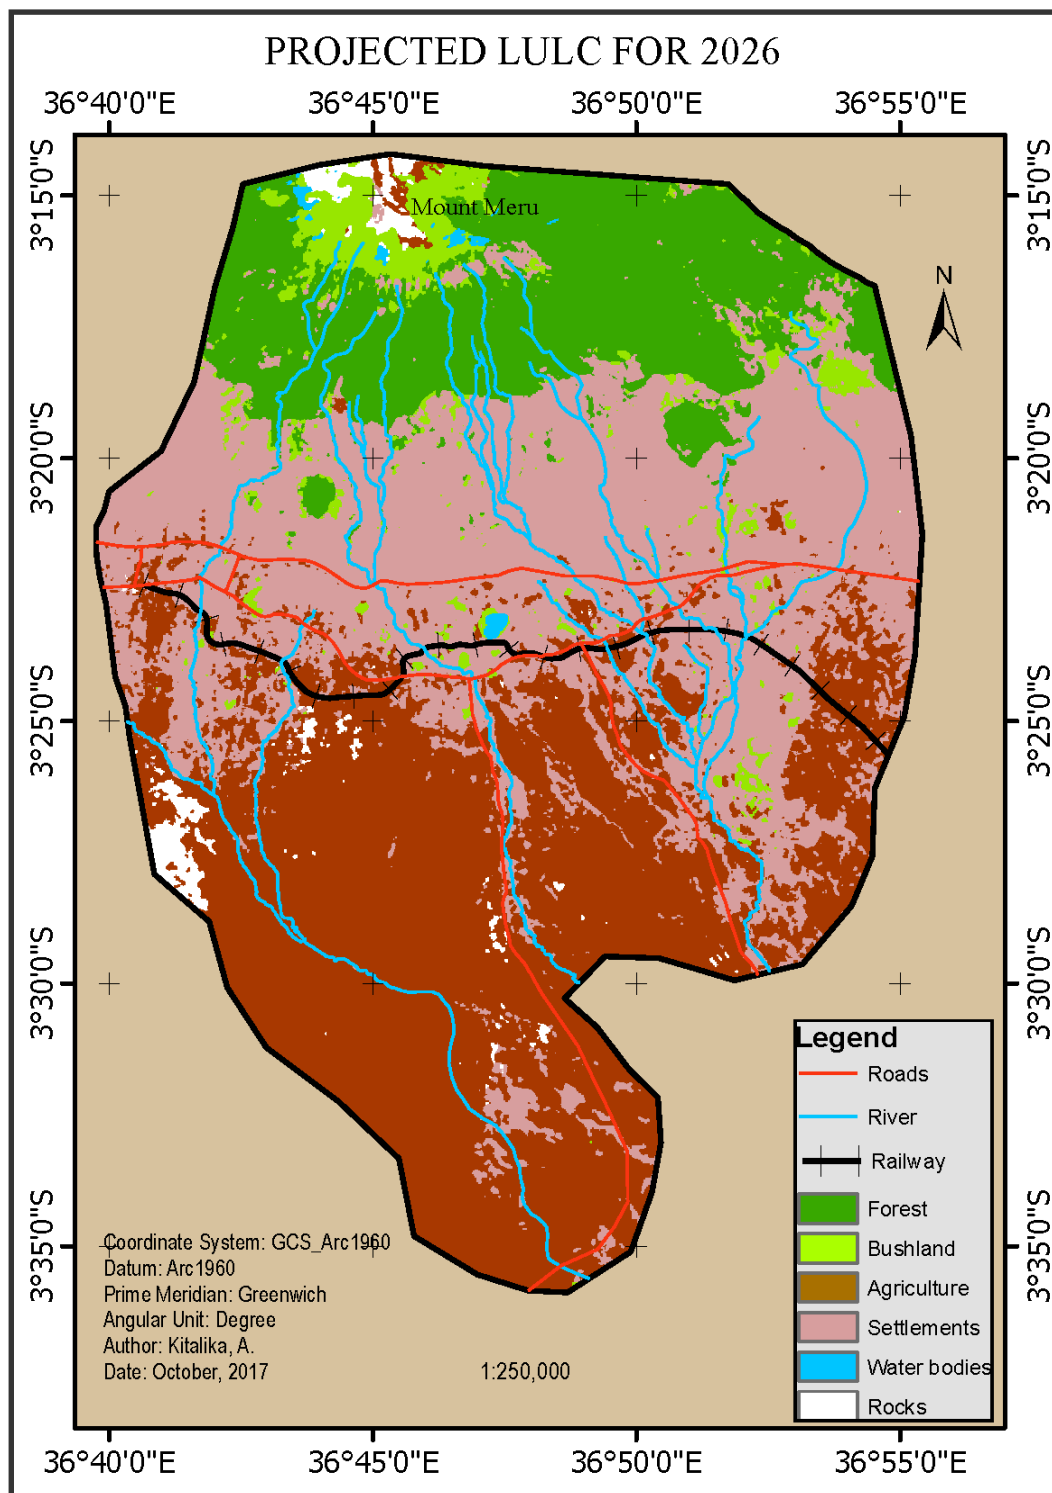 PROJECTED LULC FOR 2026
36°40'0"E 36°45'0"E 36°50'0"E 36°55'0"E
3°15'0"S 3°15'0"S
Mount Meru
N
3°20'0"S 3°20'0"S
3°25'0"S 3°25'0"S
3°30'0"S 3°30'0"S
Legend
Roads
River
Railway
Forest
Bushland
Agriculture
Settlements
Water bodies
Rocks
3°35'0"S 3°35'0"S
Coordinate System: GCS_Arc1960
Datum: Arc1960
Prime Meridian: Greenwich
Angular Unit: Degree
Author: Kitalika, A.
Date: October, 2017
1:250,000
36°40'0"E 36°45'0"E 36°50'0"E 36°55'0"E